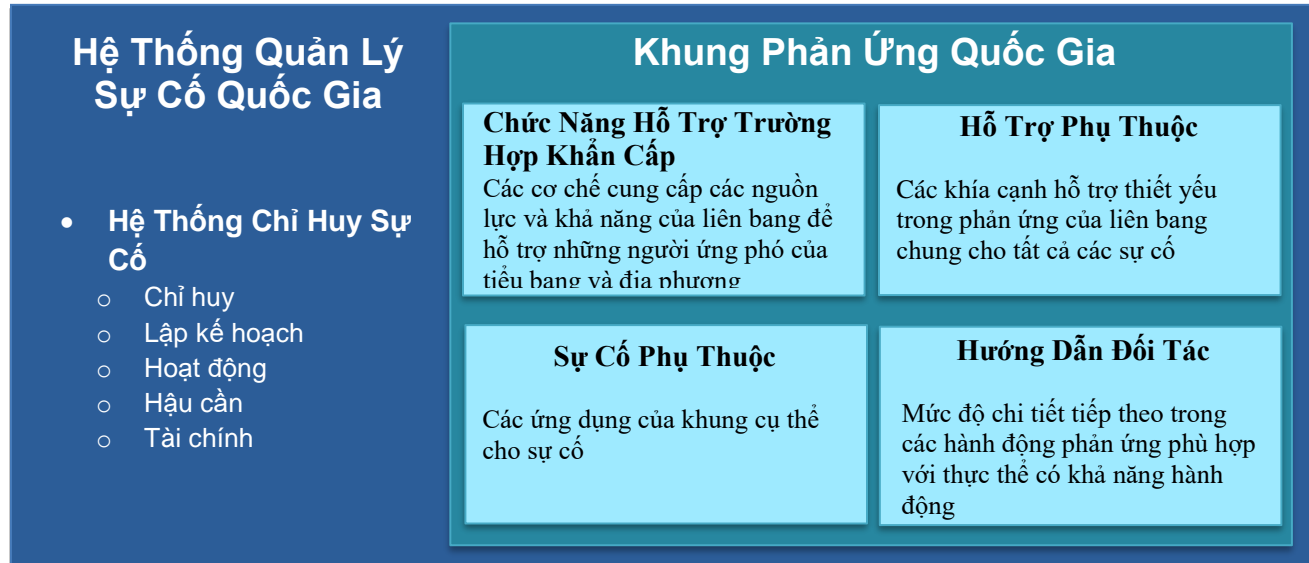 Hệ Thống Quản Lý
Sự Cố Quốc Gia
• Hệ Thống Chỉ Huy Sự
Cố
o Chỉ huy
o Lập kế hoạch
o Hoạt động
o Hậu cần
o Tài chính
Khung Phản Ứng Quốc Gia
Chức Năng Hỗ Trợ Trường
Hợp Khẩn Cấp
Các cơ chế cung cấp các nguồn
lực và khả năng của liên bang để
hỗ trợ những người ứng phó của
tiểu bang và địa phương
Hỗ Trợ Phụ Thuộc
Các khía cạnh hỗ trợ thiết yếu
trong phản ứng của liên bang
chung cho tất cả các sự cố
Sự Cố Phụ Thuộc
Các ứng dụng của khung cụ thể
cho sự cố
Hướng Dẫn Đối Tác
Mức độ chi tiết tiếp theo trong
các hành động phản ứng phù hợp
với thực thể có khả năng hành
động